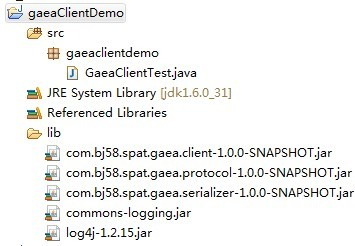 gaeaClientDemo
src
gaeaclientdemo
GaeaClientTest.java
JRE System Library [jdk1.6.0_31]
Referenced Libraries
lib
com.bj58.spat.gaea.client-1.0.0-SNAPSHOT.jar
com.bj58.spat.gaea.protocol-1.0.0-SNAPSHOT.jar
com.bj58.spat.gaea.serializer-1.0.0-SNAPSHOT.jar
commons-logging.jar
log4j-1.2.15.jar